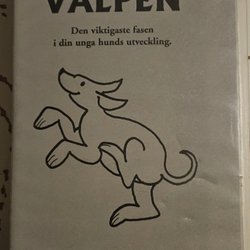 VALPEN
Den viktigaste fasen
i din unga hunds utveckling.